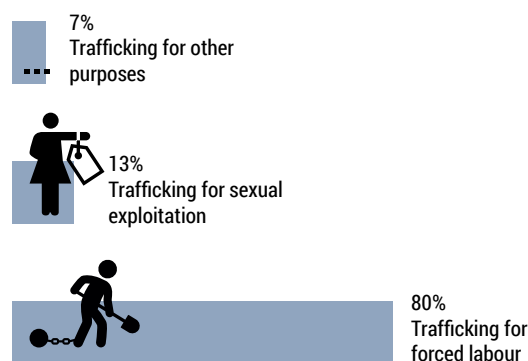 7%
Trafficking for other
purposes
13%
Trafficking for sexual
exploitation
80%
Trafficking for
forced labour